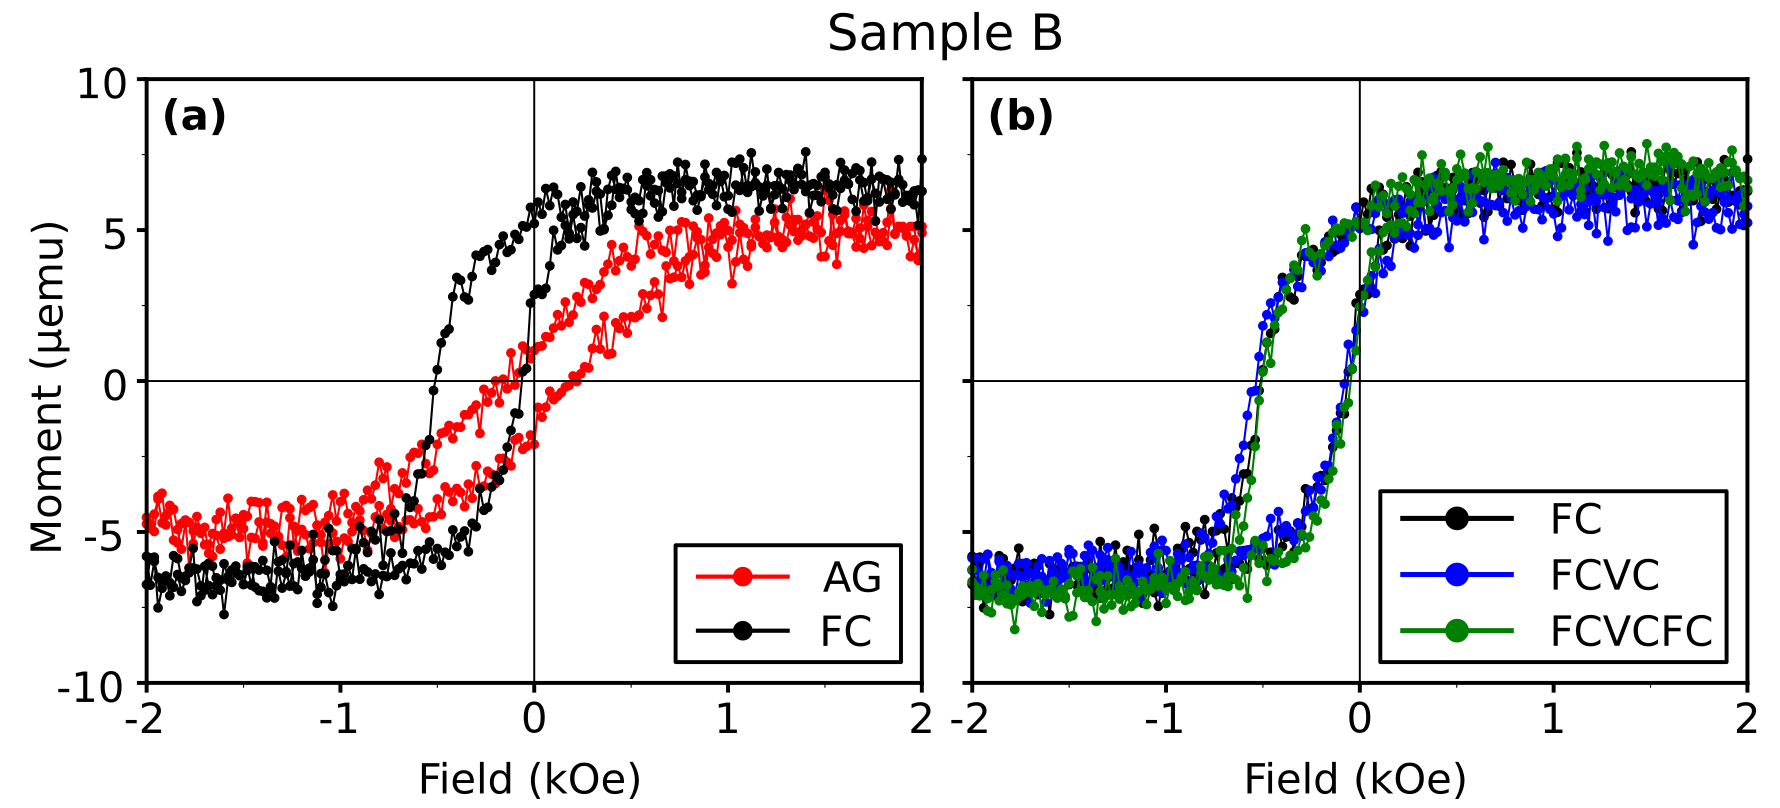 Sample B
(a)
(b)
10
5
0
-5
-10
Moment (µemu)
AG
FC
FC
FCVC
FCVCFC
-2 -1 0 1 2
-2 -1 0 1 2
Field (kOe)
Field (kOe)